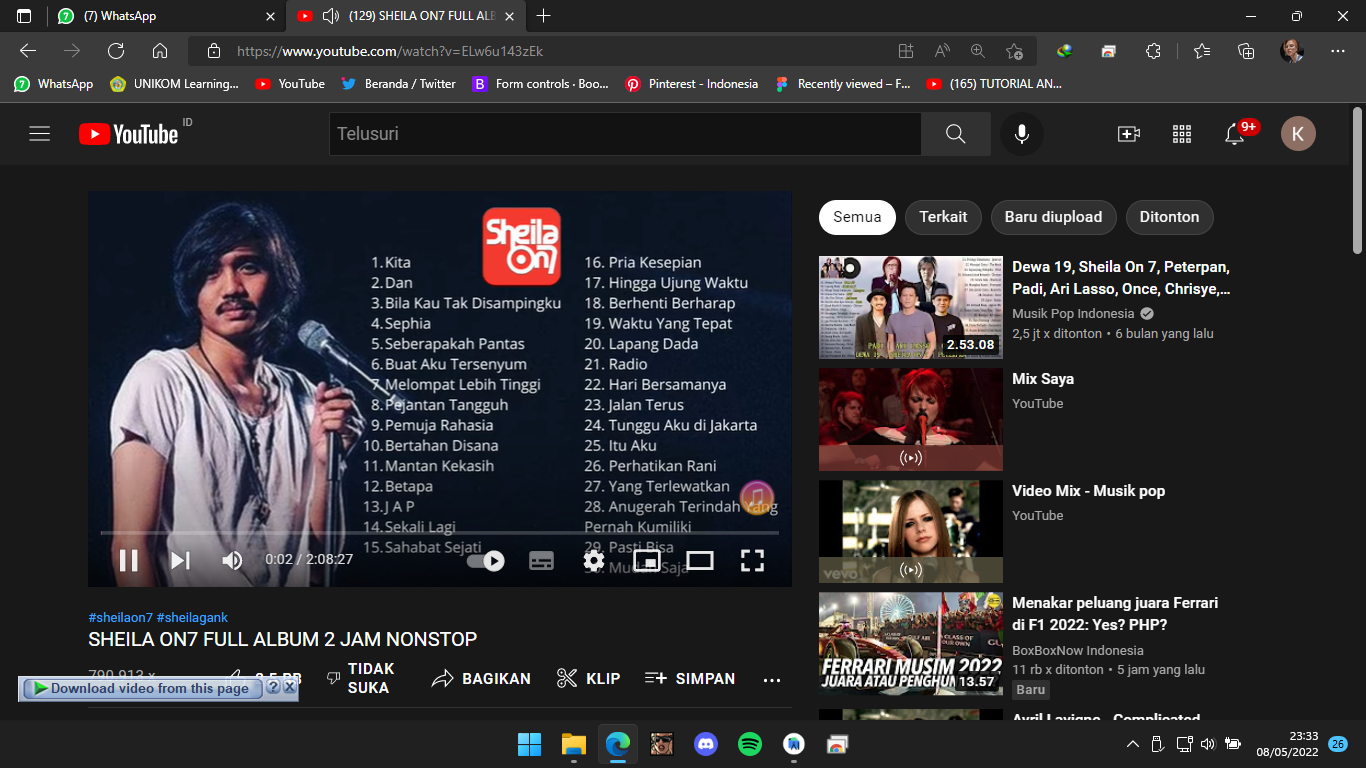 (7) WhatsApp
(129) SHEILA ON7 FULL ALB
https://www.youtube.com/watch?v=ELw6u143zEk
WhatsApp
UNIKOM Learning...
YouTube
Beranda / Twitter
Form controls · Boo...
Pinterest - Indonesia
Recently viewed – F...
(165) TUTORIAL AN...
YouTube ID
Telusuri
9+
K
Sheila On7
1. Kita
2. Dan
3. Bila Kau Tak Disampingku
4. Sephia
5. Seberapakah Pantas
6. Buat Aku Tersenyum
7. Melompat Lebih Tinggi
8. Pejantan Tangguh
9. Pemuja Rahasia
10. Bertahan Disana
11. Mantan Kekasih
12. Betapa
13. J A P
14. Sekali Lagi
15. Sahabat Sejati
16. Pria Kesepian
17. Hingga Ujung Waktu
18. Berhenti Berharap
19. Waktu Yang Tepat
20. Lapang Dada
21. Radio
22. Hari Bersamanya
23. Jalan Terus
24. Tunggu Aku di Jakarta
25. Itu Aku
26. Perhatikan Rani
27. Yang Terlewatkan
28. Anugerah Terindah Yang
Pernah Kumiliki
29. Pasti Bisa
30. Mudah Saja
0:02 / 2:08:27
#sheilaon7 #sheilagank
SHEILA ON7 FULL ALBUM 2 JAM NONSTOP
TIDAK
SUKA
BAGIKAN
KLIP
SIMPAN
Download video from this page
Semua
Terkait
Baru diupload
Ditonton
2.53.08
Dewa 19, Sheila On 7, Peterpan,
Padi, Ari Lasso, Once, Chrisye,...
Musik Pop Indonesia
2,5 jt x ditonton • 6 bulan yang lalu
Mix Saya
YouTube
vevo
Video Mix - Musik pop
YouTube
FERRARI MUSIM 2022
JUARA ATAU PENGHU
13.57
Menakar peluang juara Ferrari
di F1 2022: Yes? PHP?
BoxBoxNow Indonesia
11 rb x ditonton • 5 jam yang lalu
Baru
Avril Lavigne - Complicated
23:33
08/05/2022
26